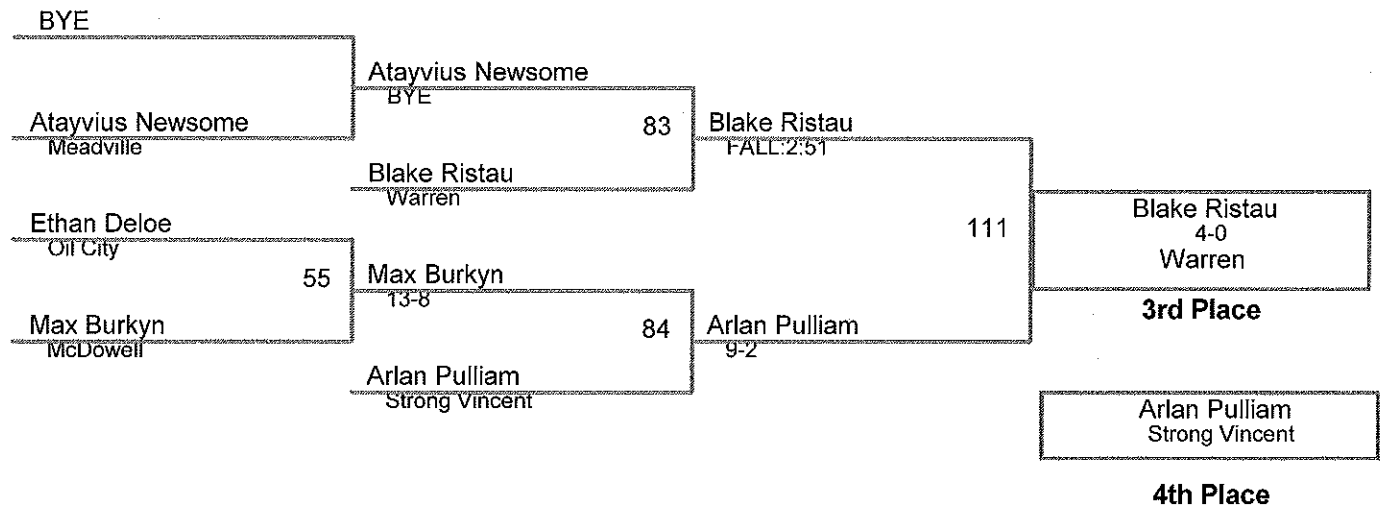 BYE
Atayvius Newsome
BYE
Atayvius Newsome
Meadville
83
Blake Ristau
FALL:2:51
Blake Ristau
Warren
Ethan Deloe
Oil City
111
Blake Ristau
4-0
Warren
55
Max Burkyn
13-8
3rd Place
Max Burkyn
McDowell
84
Arlan Pulliam
9-2
Arlan Pulliam
Strong Vincent
Arlan Pulliam
Strong Vincent
4th Place